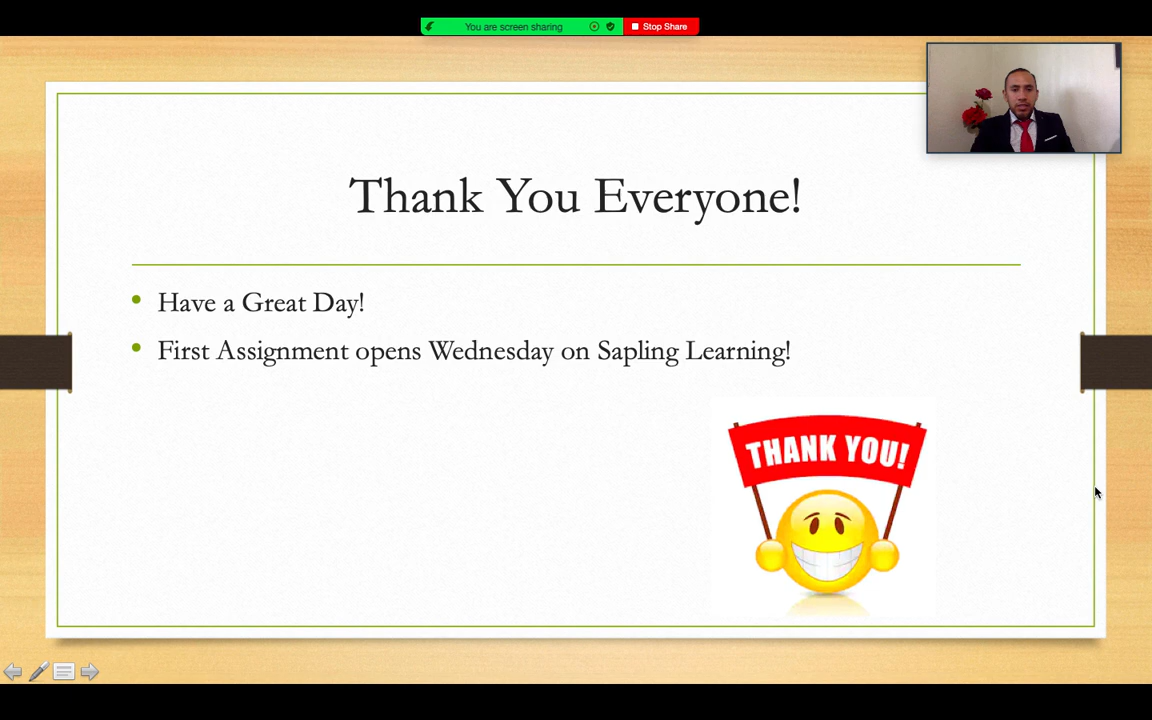 You are screen sharing
Stop Share
Thank You Everyone!
Have a Great Day!
First Assignment opens Wednesday on Sapling Learning!
THANK YOU!